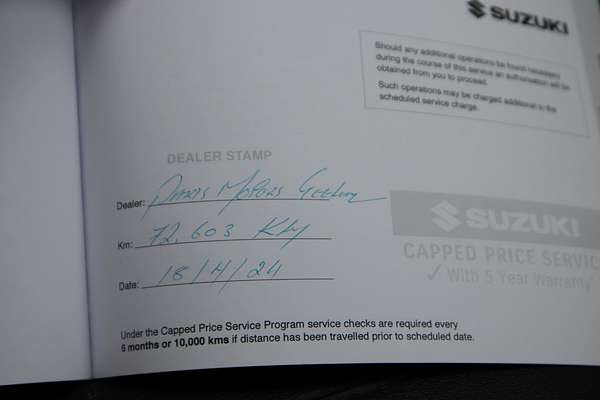 SUZUKI
Should any additional operations be found necessary
during the course of this service an authorisation will be
obtained from you to proceed.
Such operations may be charged additional to the
scheduled service charge.
DEALER STAMP
Dealer: Motors Geelong
Km: 72,603 KM
Date: 18/4/24
SUZUKI
CAPPED PRICE SERVIC
✓ With 5 Year Warranty
Under the Capped Price Service Program service checks are required every
6 months or 10,000 kms if distance has been travelled prior to scheduled date.